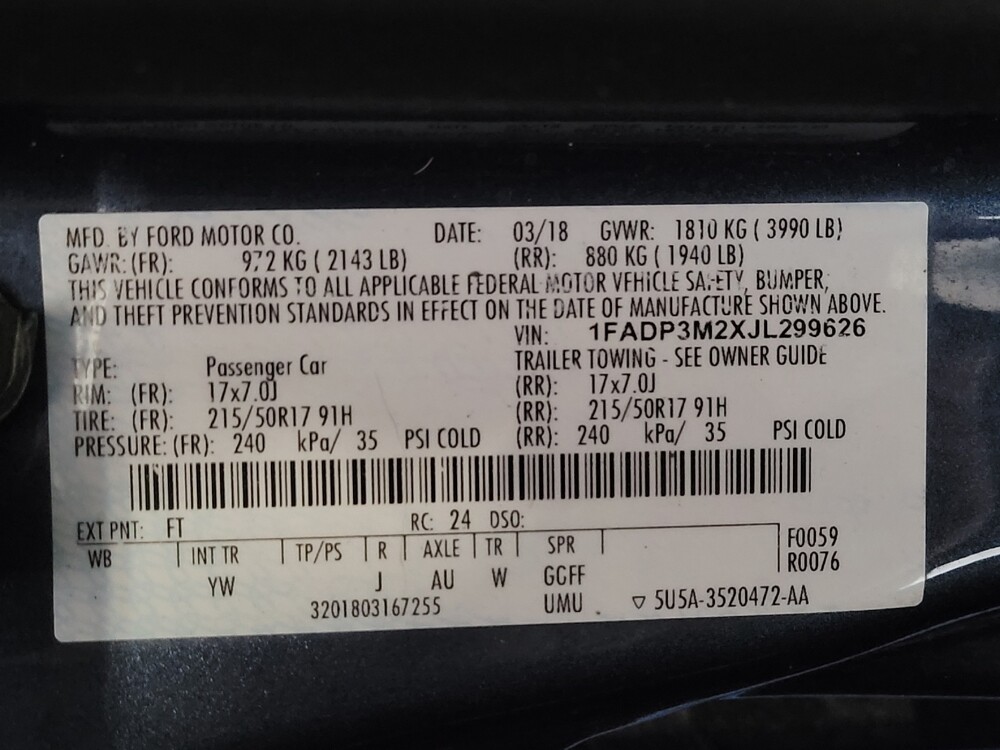 MFD. BY FORD MOTOR CO. DATE: 03/18 GVWR: 1810 KG ( 3990 LB)
GAWR: (FR): 972 KG ( 2143 LB) (RR): 880 KG ( 1940 LB)
THIS VEHICLE CONFORMS TO ALL APPLICABLE FEDERAL MOTOR VEHICLE SAFETY, BUMPER,
AND THEFT PREVENTION STANDARDS IN EFFECT ON THE DATE OF MANUFACTURE SHOWN ABOVE.
VIN: 1FADP3M2XJL299626
TYPE: Passenger Car TRAILER TOWING - SEE OWNER GUIDE
RIM: (FR): 17x7.0J (RR): 17x7.0J
TIRE: (FR): 215/50R17 91H (RR): 215/50R17 91H
PRESSURE: (FR): 240 kPa/ 35 PSI COLD (RR): 240 kPa/ 35 PSI COLD
EXT PNT: FT RC: 24 DSO:
WB INT TR TP/PS R AXLE TR SPR F0059
YW J AU W GGFF R0076
3201803167255 UMU ▽ 5U5A-3520472-AA